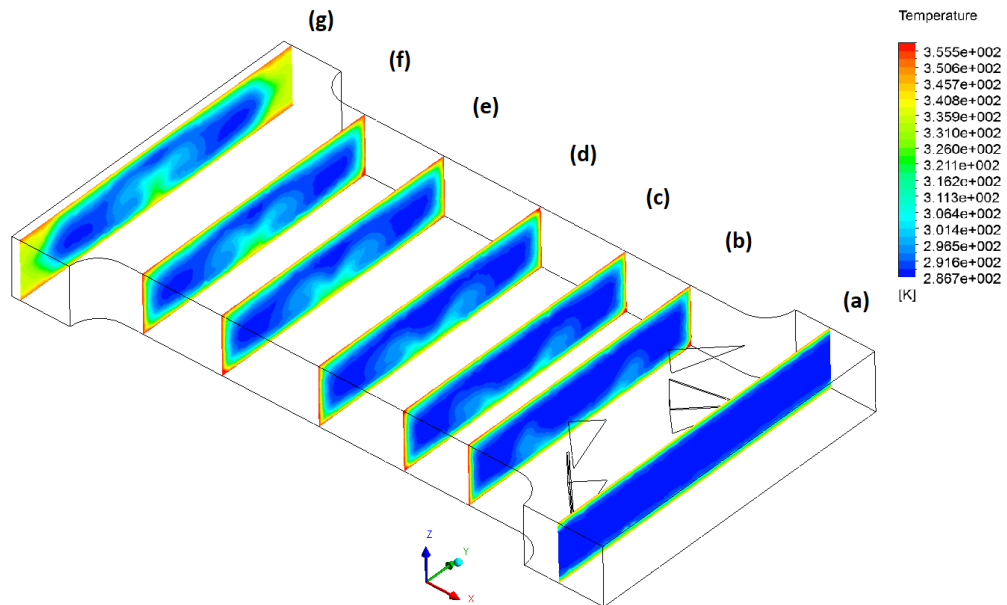 (g)
(f)
(e)
(d)
(c)
(b)
(a)
Temperature
3.555e+002
3.506e+002
3.457e+002
3.408e+002
3.359e+002
3.310e+002
3.260e+002
3.211e+002
3.162e+002
3.113e+002
3.064e+002
3.014e+002
2.965e+002
2.916e+002
2.867e+002
[K]
Z
Y
X